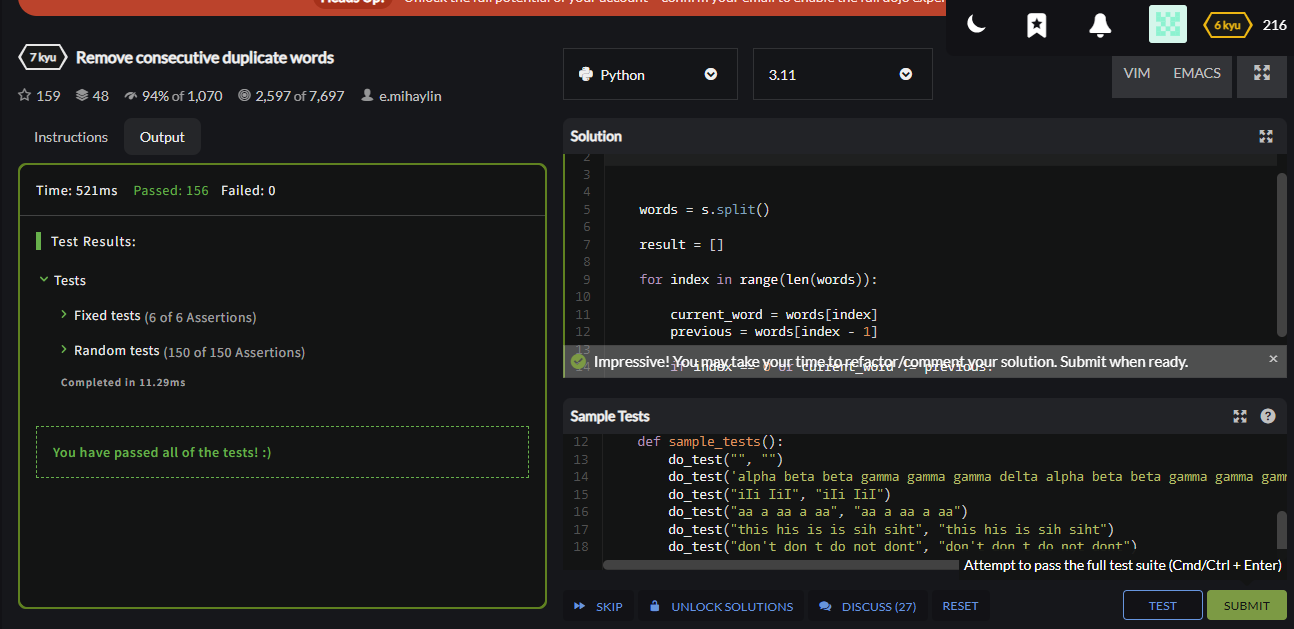 Heads Up! Unlock the full potential of your account - confirm your email to enable the full dojo exper
6 kyu 216
7 kyu Remove consecutive duplicate words
159 48 94% of 1,070 2,597 of 7,697 e.mihaylin
Instructions Output
Time: 521ms Passed: 156 Failed: 0
Test Results:
Tests
Fixed tests (6 of 6 Assertions)
Random tests (150 of 150 Assertions)
Completed in 11.29ms
You have passed all of the tests! :)
Python 3.11 VIM EMACS
Solution
2
3
4
5 words = s.split()
6
7 result = []
8
9 for index in range(len(words)):
10
11 current_word = words[index]
12 previous = words[index - 1]
13
Impressive! You may take your time to refactor/comment your solution. Submit when ready.
14 if index == 0 or current_word != previous:
Sample Tests
12 def sample_tests():
13 do_test("", "")
14 do_test('alpha beta beta gamma gamma gamma delta alpha beta beta gamma gamma gam
15 do_test("iIi IiI", "iIi IiI")
16 do_test("aa a aa a aa", "aa a aa a aa")
17 do_test("this his is is sih siht", "this his is sih siht")
18 do_test("don't don t do not dont", "don't don t do not dont")
Attempt to pass the full test suite (Cmd/Ctrl + Enter)
SKIP UNLOCK SOLUTIONS DISCUSS (27) RESET TEST SUBMIT